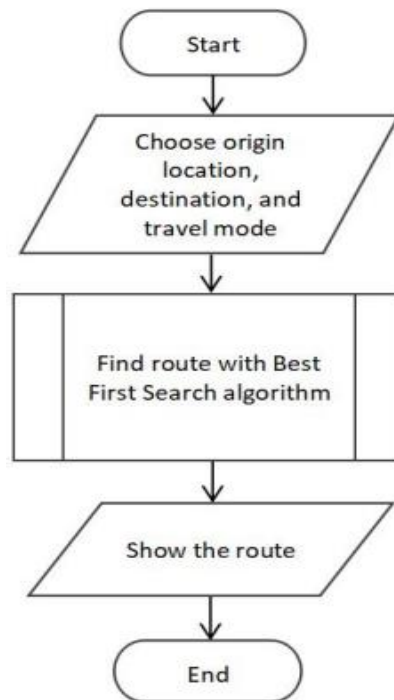 Start
Choose origin
location,
destination, and
travel mode
Find route with Best
First Search algorithm
Show the route
End